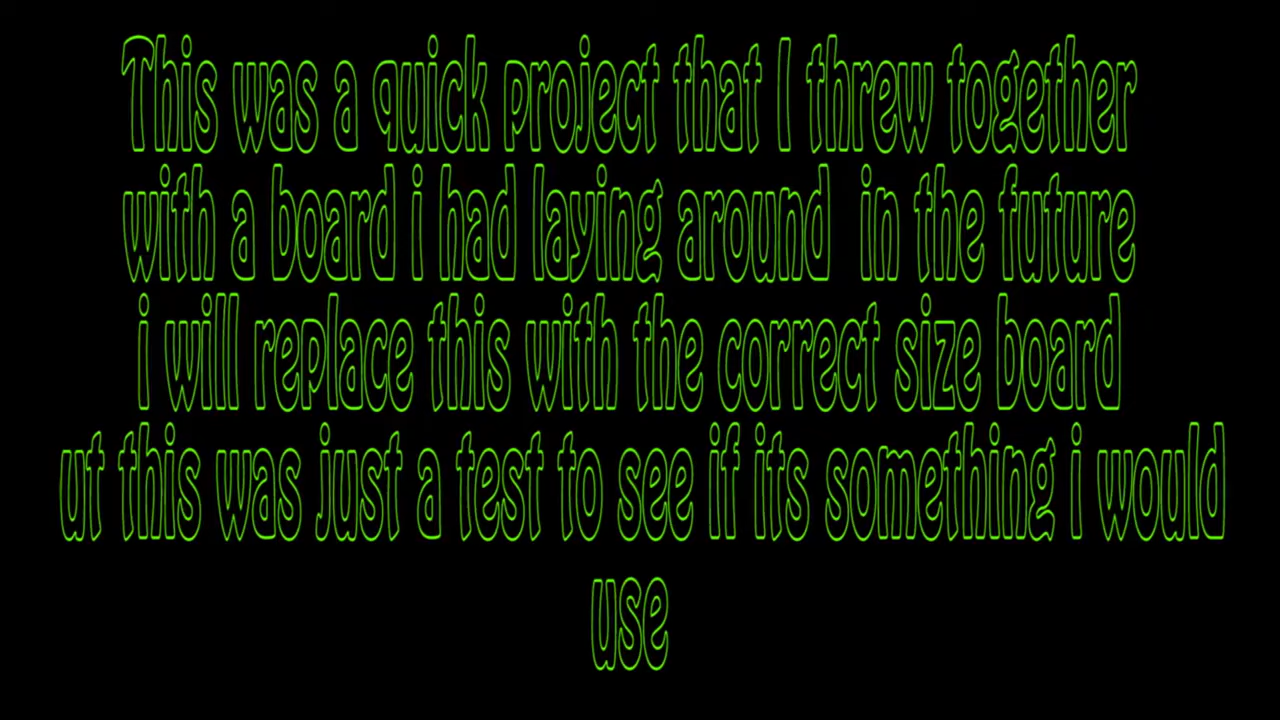 This was a quick project that I threw together
with a board i had laying around  in the future
i will replace this with the correct size board
ut this was just a test to see if its something i would
use